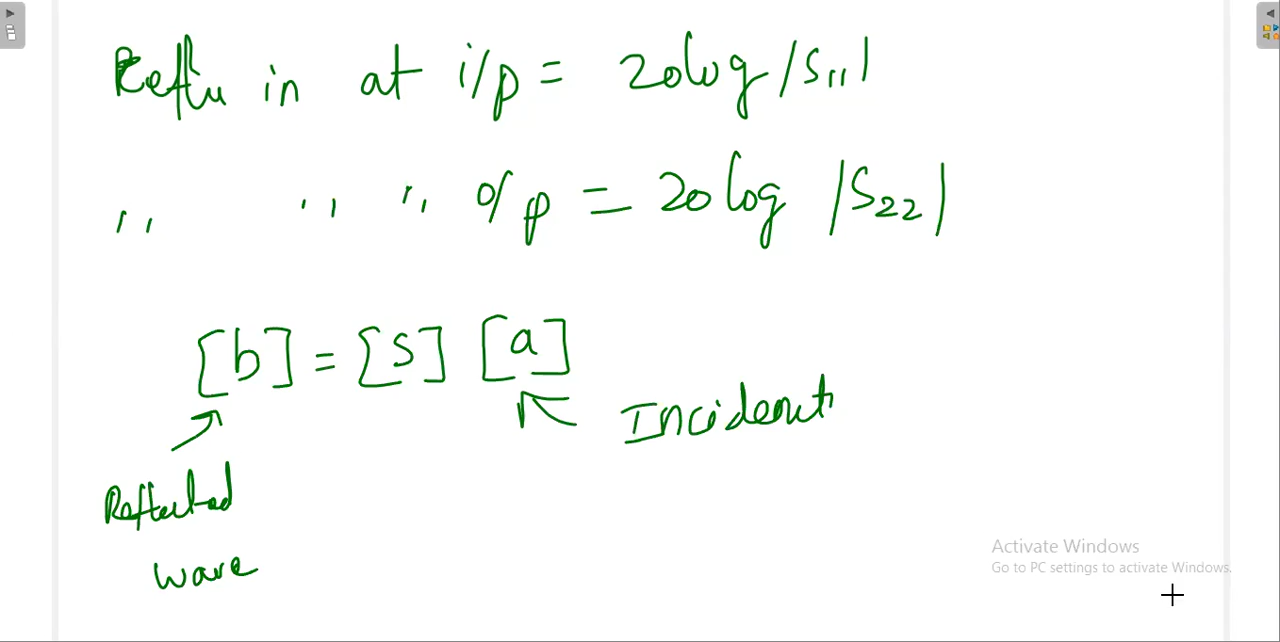 Reflu in at i/p = 20log |S11|
,, ,, ,, o/p = 20log |S22|
[b] = [S] [a]
Incident
Reflected
wave
Activate Windows
Go to PC settings to activate Windows.